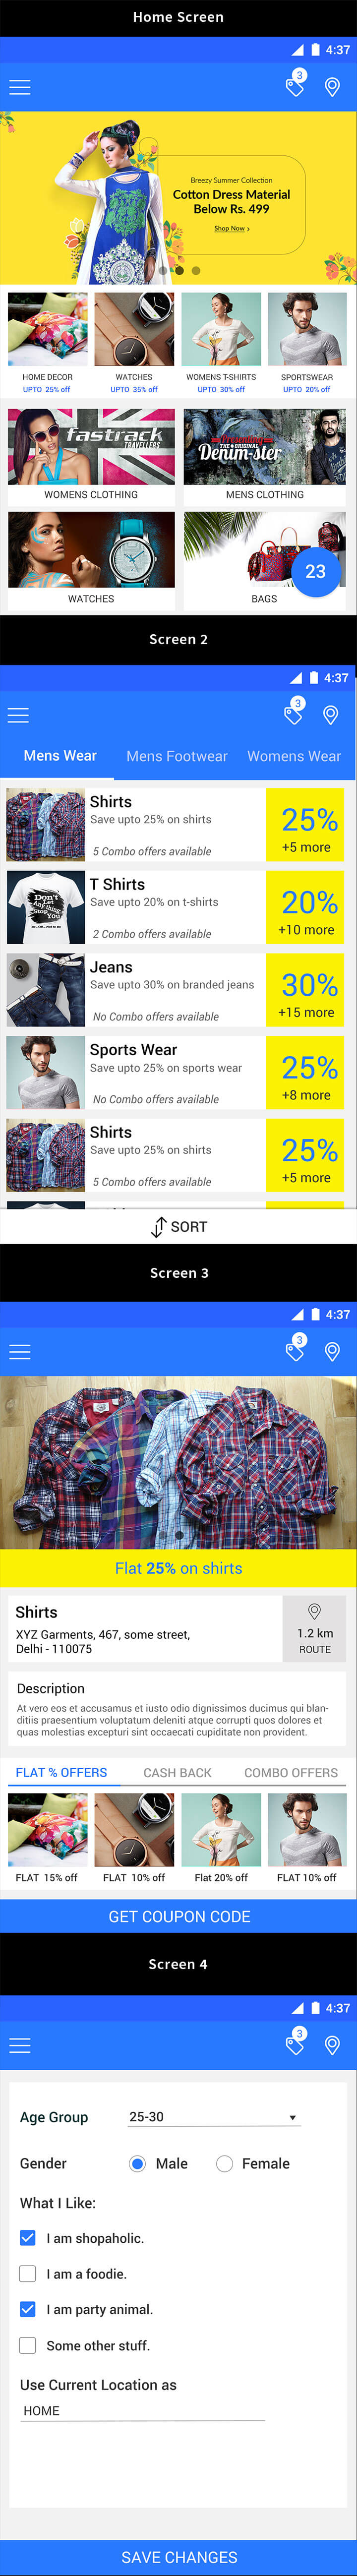 Home Screen
4:37
3
Breezy Summer Collection
Cotton Dress Material
Below Rs. 499
Shop Now ›
HOME DECOR
UPTO 25% off
WATCHES
UPTO 35% off
WOMENS T-SHIRTS
UPTO 30% off
SPORTSWEAR
UPTO 20% off
fastrack
TRAVELLERS
THE ORIGINAL
Denim-ster
WOMENS CLOTHING
MENS CLOTHING
WATCHES
BAGS
23
Screen 2
4:37
3
Mens Wear
Mens Footwear
Womens Wear
Shirts
Save upto 25% on shirts
5 Combo offers available
25%
+5 more
Don't
You
T Shirts
Save upto 20% on t-shirts
2 Combo offers available
20%
+10 more
Jeans
Save upto 30% on branded jeans
No Combo offers available
30%
+15 more
Sports Wear
Save upto 25% on sports wear
No Combo offers available
25%
+8 more
Shirts
Save upto 25% on shirts
5 Combo offers available
25%
+5 more
SORT
Screen 3
4:37
3
Flat 25% on shirts
Shirts
XYZ Garments, 467, some street,
Delhi - 110075
1.2 km
ROUTE
Description
At vero eos et accusamus et iusto odio dignissimos ducimus qui blan-
ditiis praesentium voluptatum deleniti atque corrupti quos dolores et
quas molestias excepturi sint occaecati cupiditate non provident.
FLAT % OFFERS
CASH BACK
COMBO OFFERS
FLAT 15% off
FLAT 10% off
Flat 20% off
FLAT 10% off
GET COUPON CODE
Screen 4
4:37
3
Age Group
25-30
Gender
Male
Female
What I Like:
I am shopaholic.
I am a foodie.
I am party animal.
Some other stuff.
Use Current Location as
HOME
SAVE CHANGES